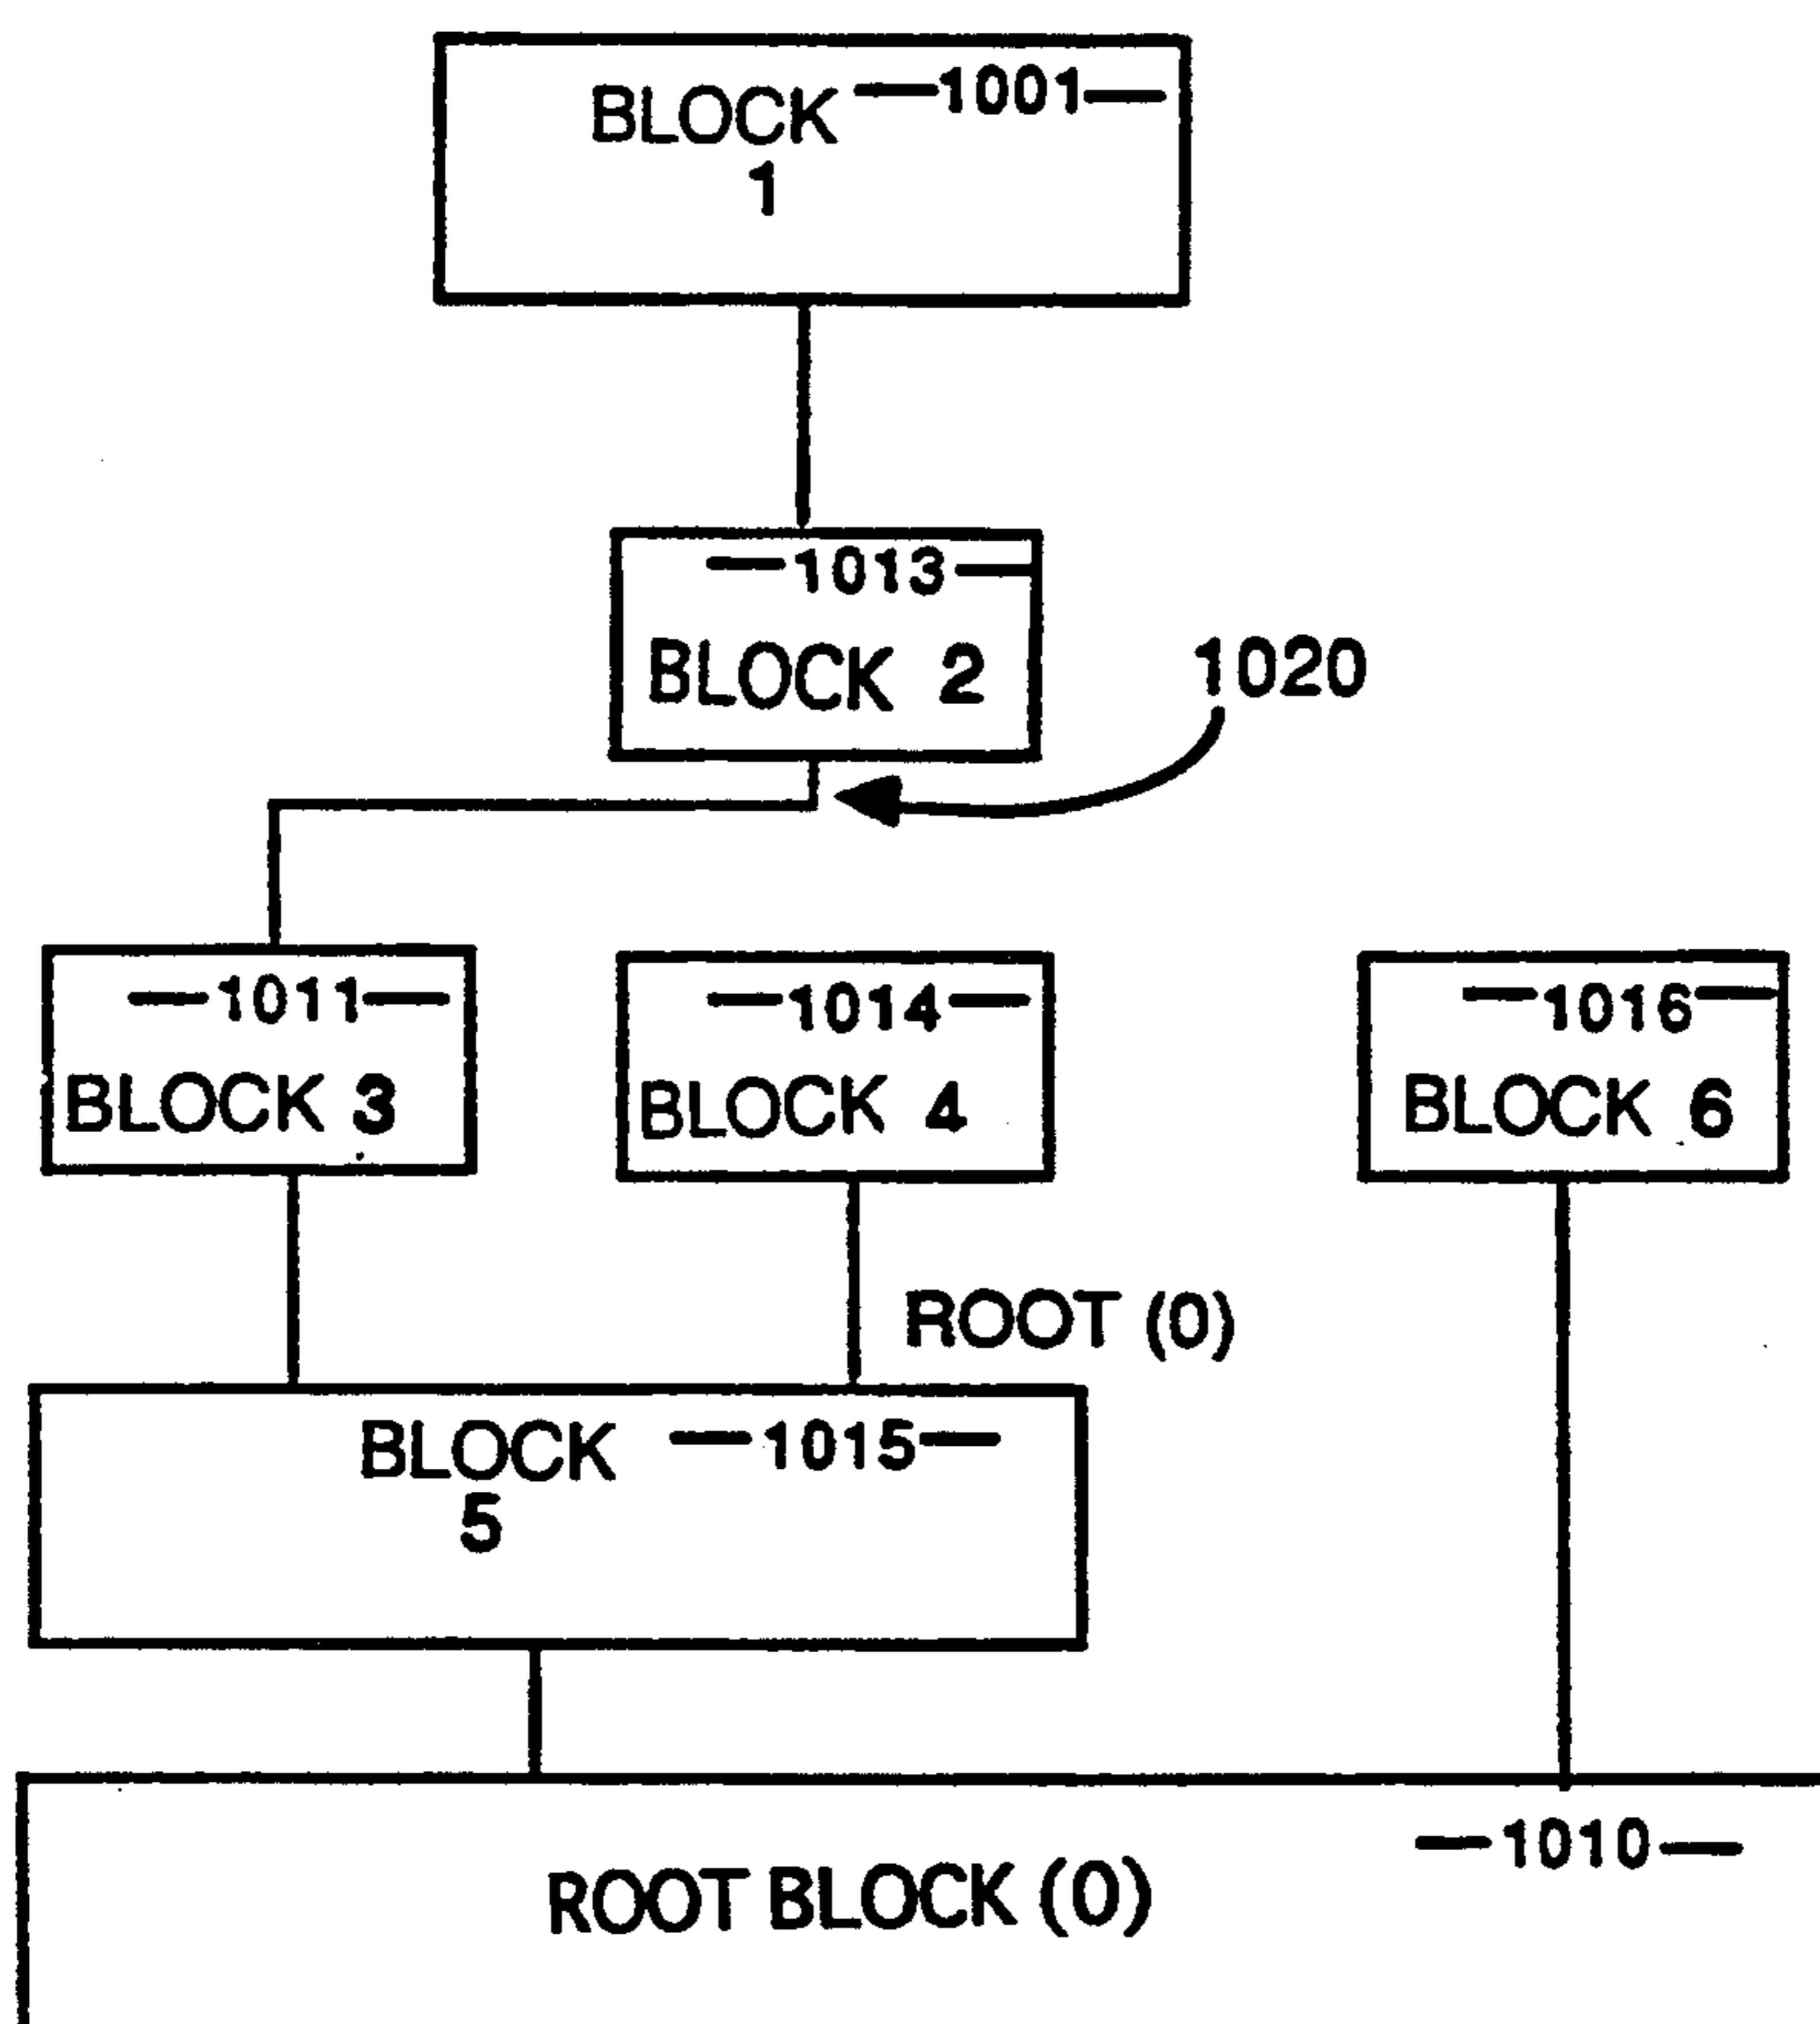 BLOCK —1001—
1
—1013—
BLOCK 2
1020
—1011—
BLOCK 3
—1014—
BLOCK 4
—1016—
BLOCK 6
ROOT (0)
BLOCK —1015—
5
—1010—
ROOT BLOCK (0)